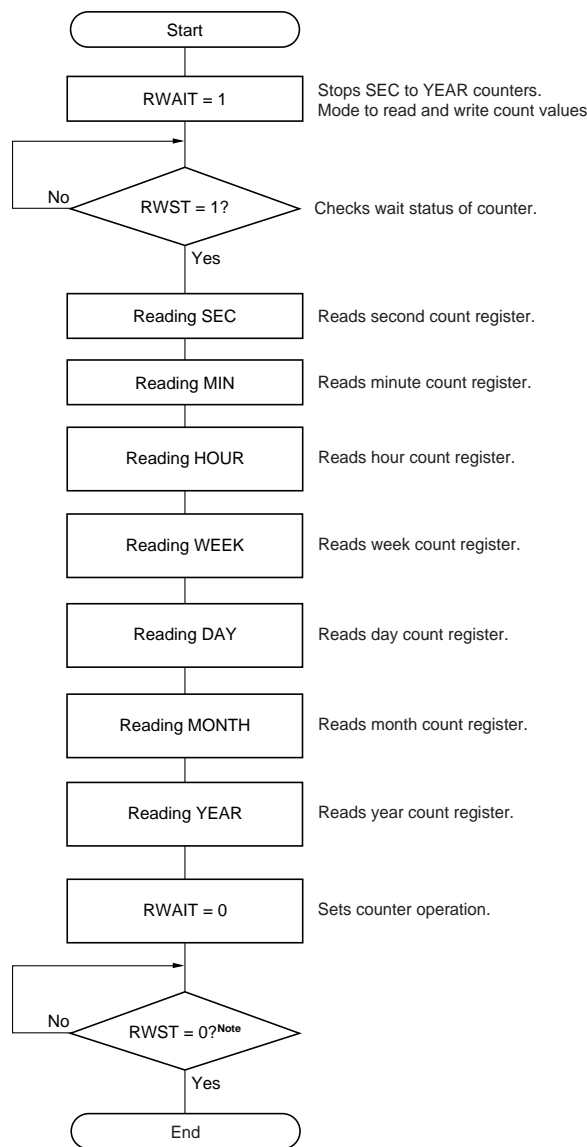 Start
RWAIT = 1
Stops SEC to YEAR counters.
Mode to read and write count values
No
RWST = 1?
Checks wait status of counter.
Yes
Reading SEC
Reads second count register.
Reading MIN
Reads minute count register.
Reading HOUR
Reads hour count register.
Reading WEEK
Reads week count register.
Reading DAY
Reads day count register.
Reading MONTH
Reads month count register.
Reading YEAR
Reads year count register.
RWAIT = 0
Sets counter operation.
No
RWST = 0?Note
Yes
End